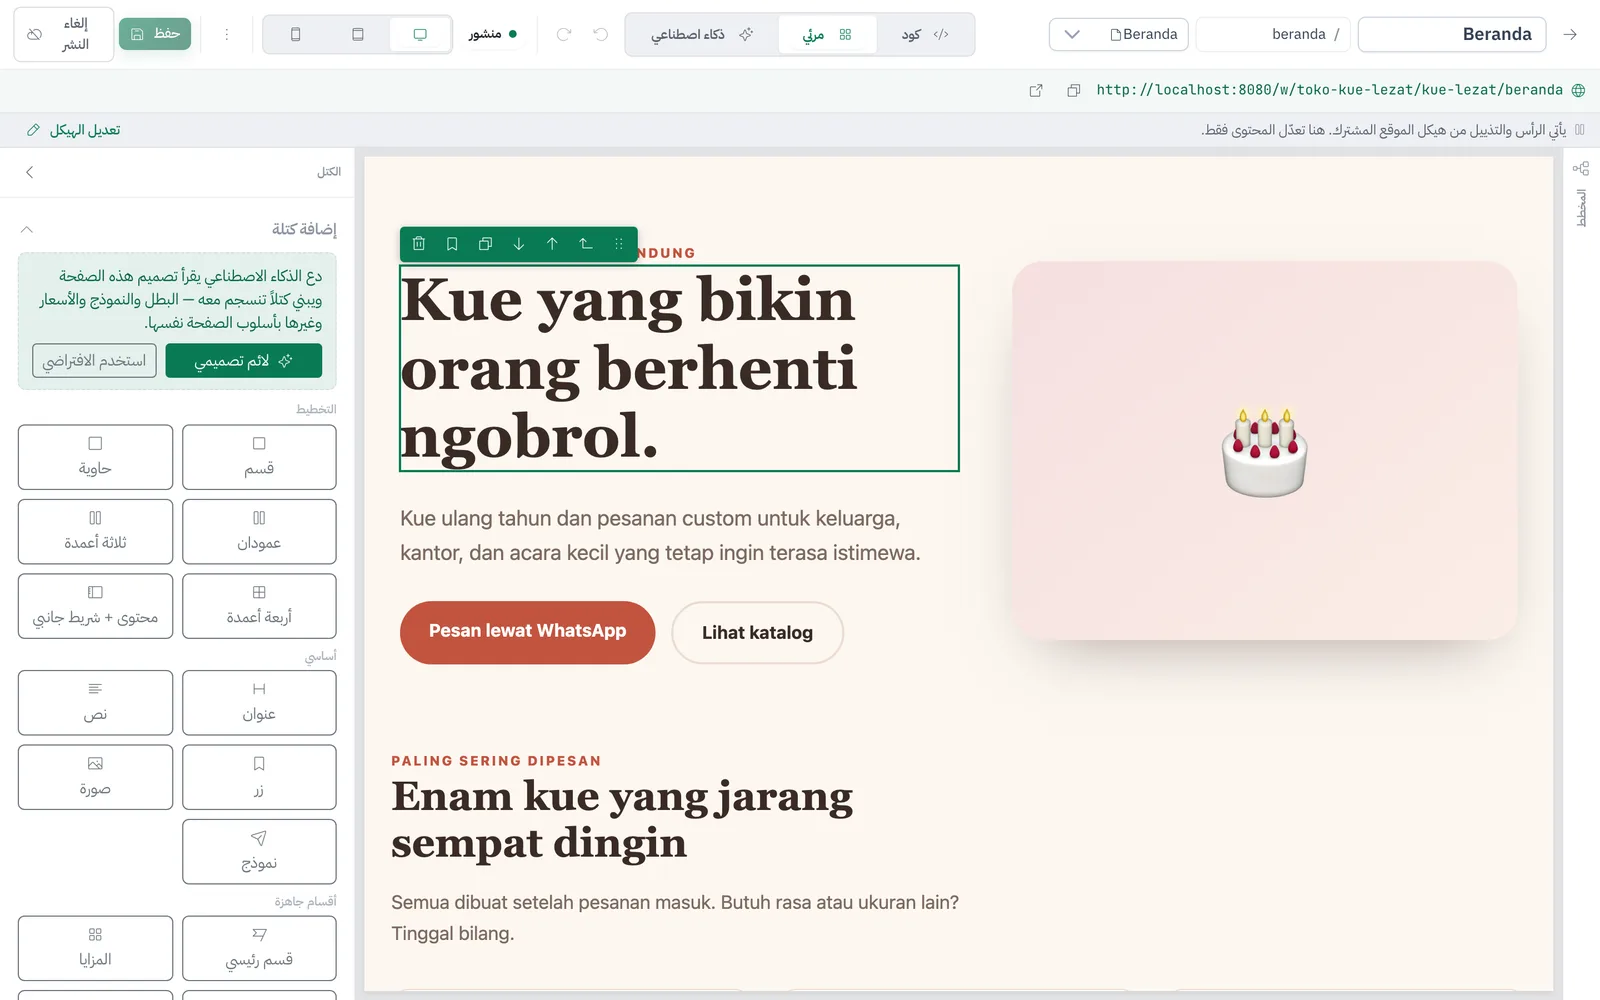 Beranda
/ beranda
Beranda
كود
مرئي
ذكاء اصطناعي
منشور
حفظ
إلغاء
النشر
http://localhost:8080/w/toko-kue-lezat/kue-lezat/beranda
يأتي الرأس والتذييل من هيكل الموقع المشترك. هنا تعدّل المحتوى فقط.
تعديل الهيكل
المخطط
NDUNG
Kue yang bikin
orang berhenti
ngobrol.
Kue ulang tahun dan pesanan custom untuk keluarga,
kantor, dan acara kecil yang tetap ingin terasa istimewa.
Pesan lewat WhatsApp
Lihat katalog
PALING SERING DIPESAN
Enam kue yang jarang
sempat dingin
Semua dibuat setelah pesanan masuk. Butuh rasa atau ukuran lain?
Tinggal bilang.
الكتل
إضافة كتلة
دع الذكاء الاصطناعي يقرأ تصميم هذه الصفحة
ويبني كتلاً تنسجم معه — البطل والنموذج والأسعار
وغيرها بأسلوب الصفحة نفسها.
لائم تصميمي
استخدم الافتراضي
التخطيط
قسم
حاوية
عمودان
ثلاثة أعمدة
أربعة أعمدة
محتوى + شريط جانبي
أساسي
عنوان
نص
زر
صورة
نموذج
أقسام جاهزة
قسم رئيسي
المزايا